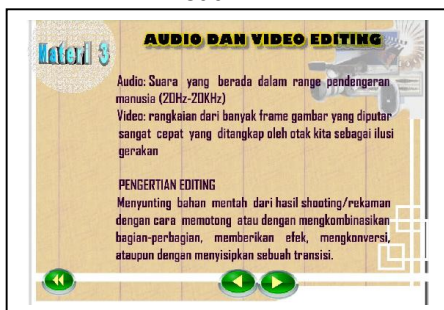 Materi 3
AUDIO DAN VIDEO EDITING
Audio: Suara yang berada dalam range pendengaran
manusia (20Hz-20KHz)
Video: rangkaian dari banyak frame gambar yang diputar
sangat cepat yang ditangkap oleh otak kita sebagai ilusi
gerakan
PENGERTIAN EDITING
Menyunting bahan mentah dari hasil shooting/rekaman
dengan cara memotong atau dengan mengkombinasikan
bagian-perbagian, memberikan efek, mengkonversi,
ataupun dengan menyisipkan sebuah transisi.